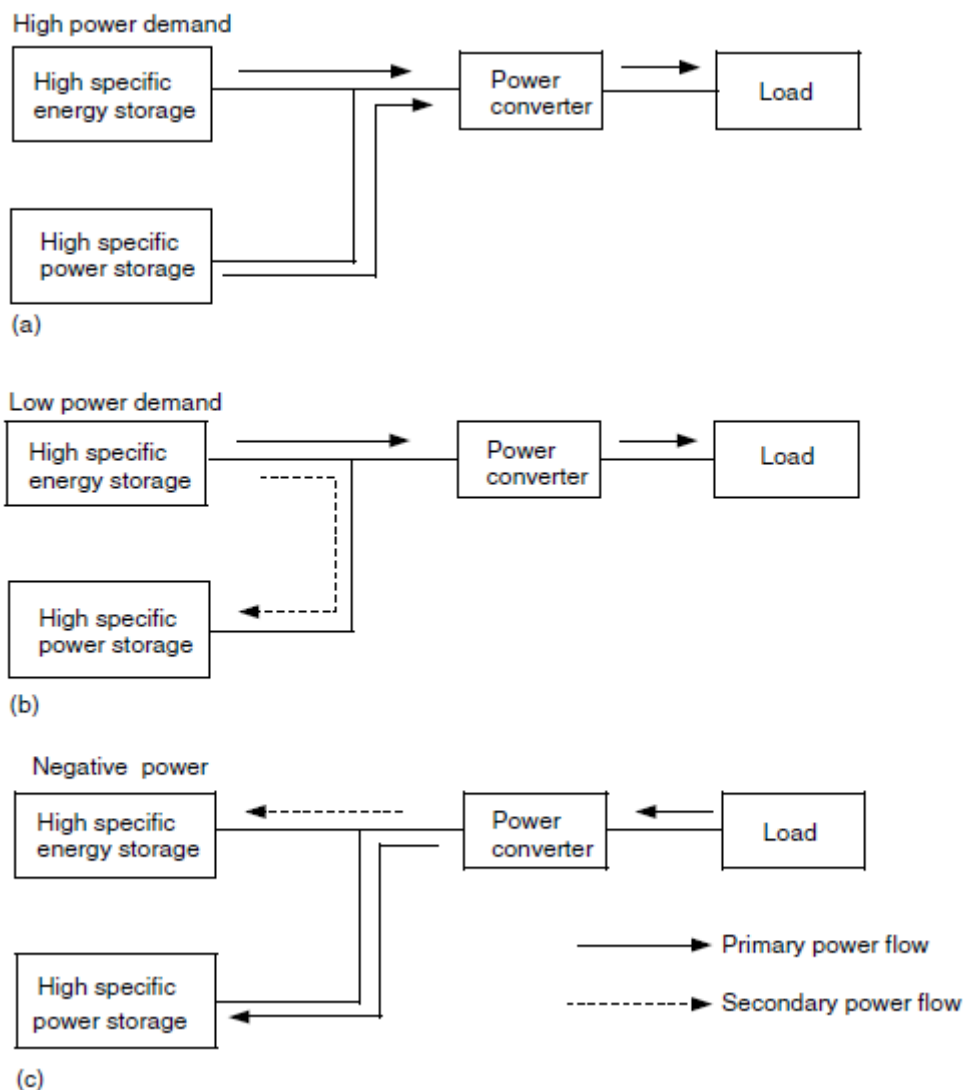 High power demand
High specific
energy storage
Power
converter
Load
High specific
power storage
(a)
Low power demand
High specific
energy storage
Power
converter
Load
High specific
power storage
(b)
Negative power
High specific
energy storage
Power
converter
Load
High specific
power storage
Primary power flow
Secondary power flow
(c)